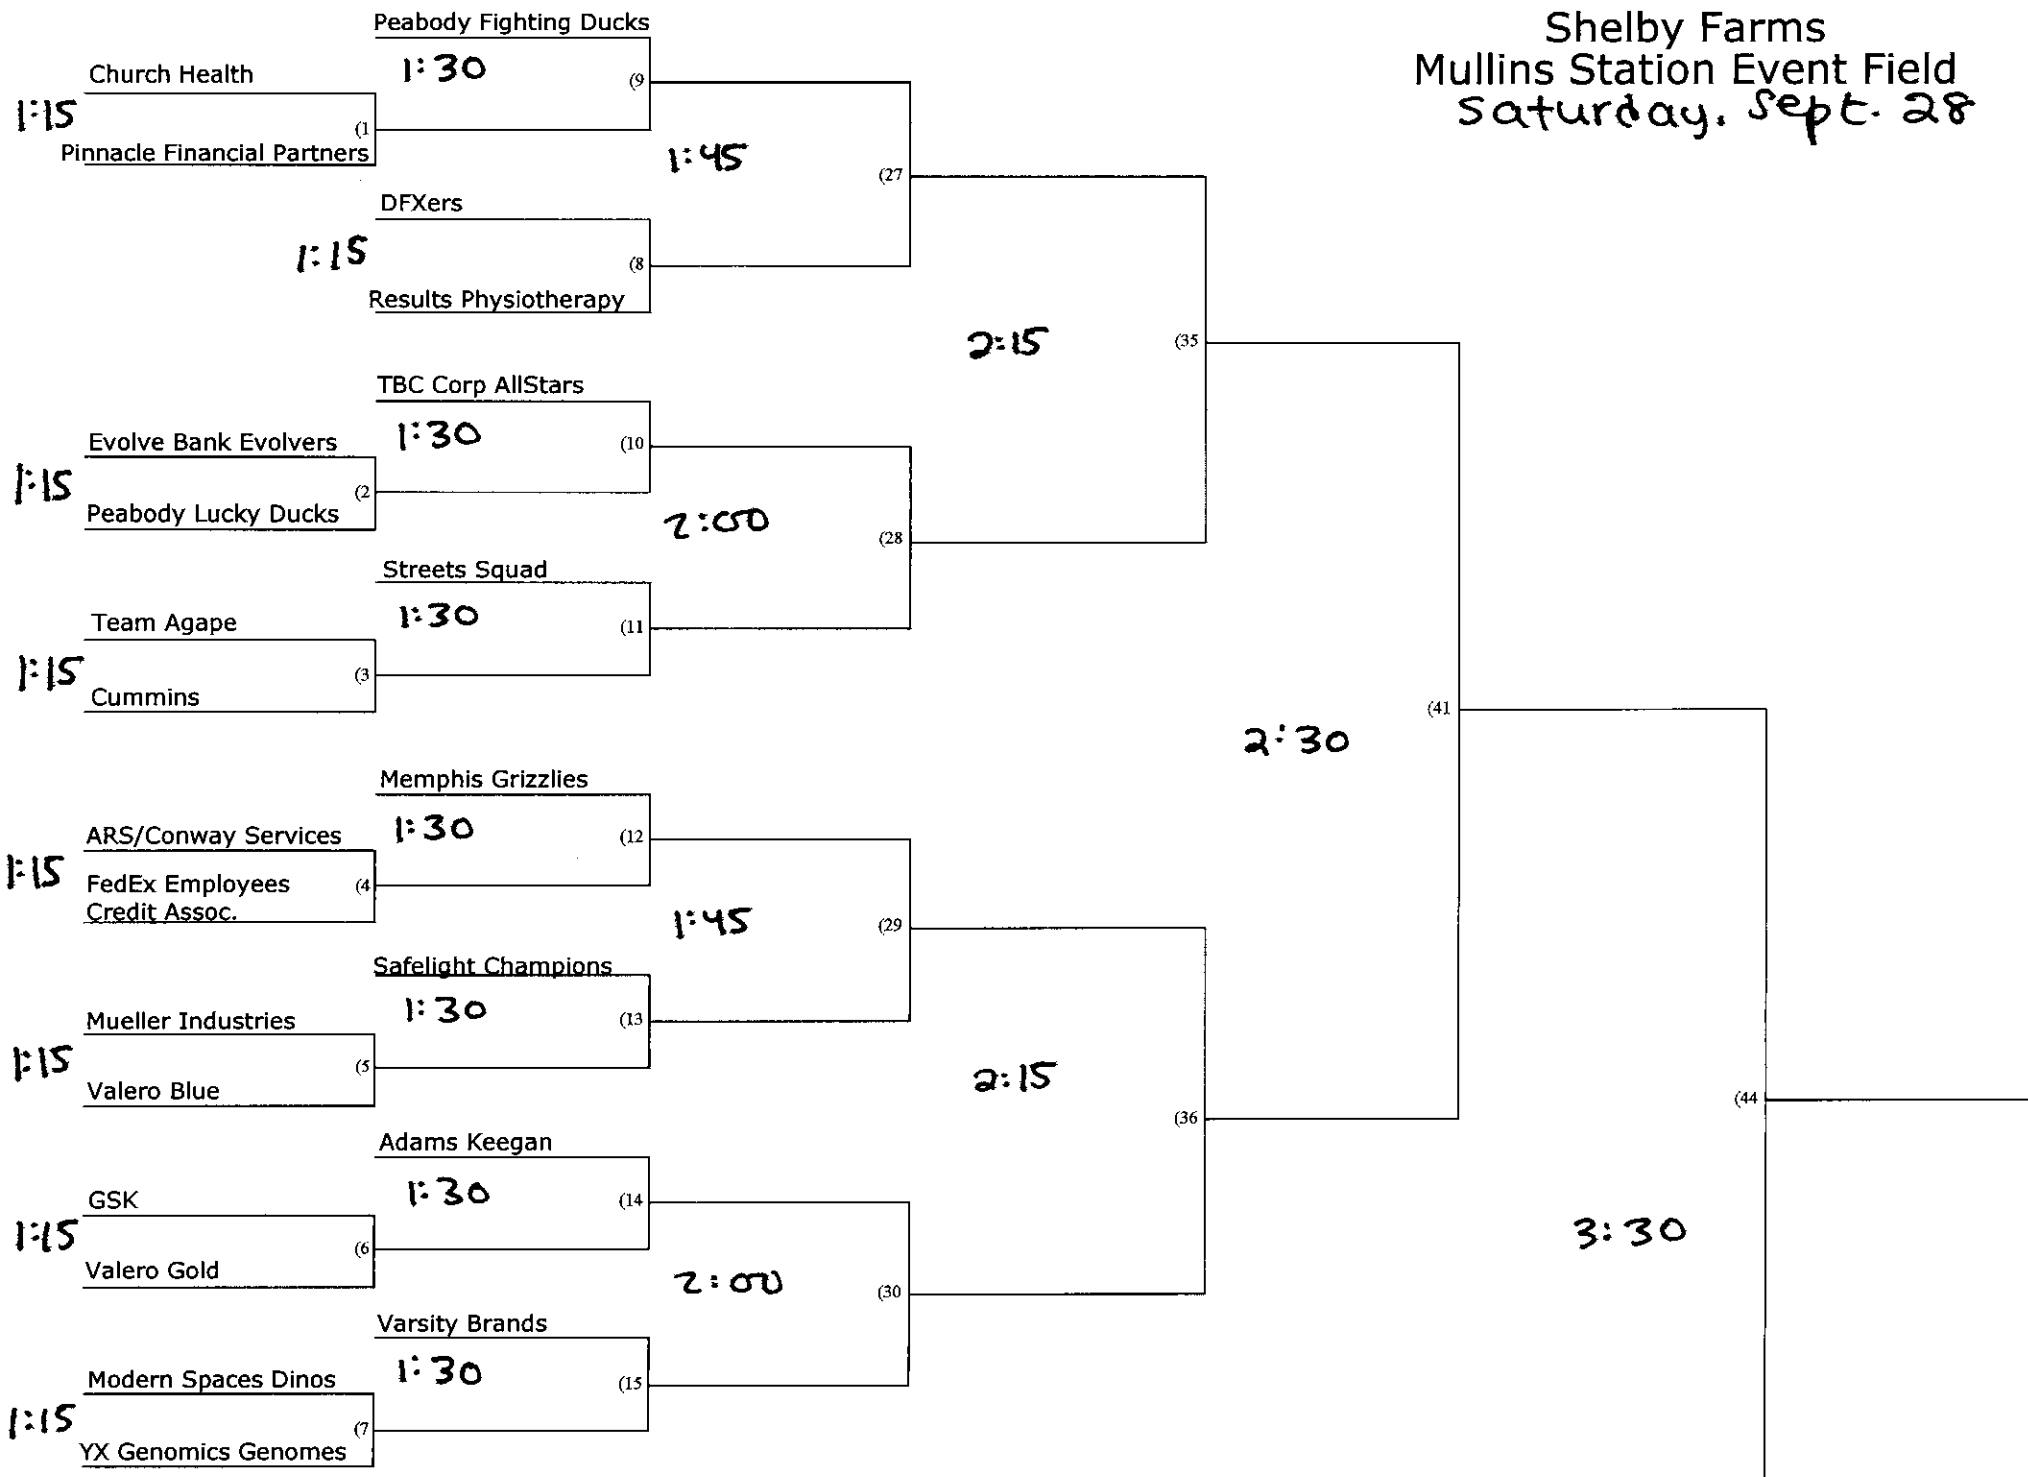 Shelby Farms
Mullins Station Event Field
Saturday. Sept. 28
Peabody Fighting Ducks
1:30
Church Health
(9
1:15
(1
Pinnacle Financial Partners
1:45
(27
DFXers
1:15
(8
Results Physiotherapy
2:15
(35
TBC Corp AllStars
1:30
Evolve Bank Evolvers
(10
1:15
(2
Peabody Lucky Ducks
2:00
(28
Streets Squad
1:30
Team Agape
(11
1:15
(3
Cummins
2:30
(41
Memphis Grizzlies
1:30
ARS/Conway Services
(12
1:15
FedEx Employees
(4
Credit Assoc.
1:45
(29
Safelight Champions
1:30
Mueller Industries
(13
1:15
(5
Valero Blue
2:15
(36
(44
Adams Keegan
1:30
GSK
(14
1:15
(6
Valero Gold
2:00
(30
3:30
Varsity Brands
1:30
Modern Spaces Dinos
(15
1:15
(7
YX Genomics Genomes